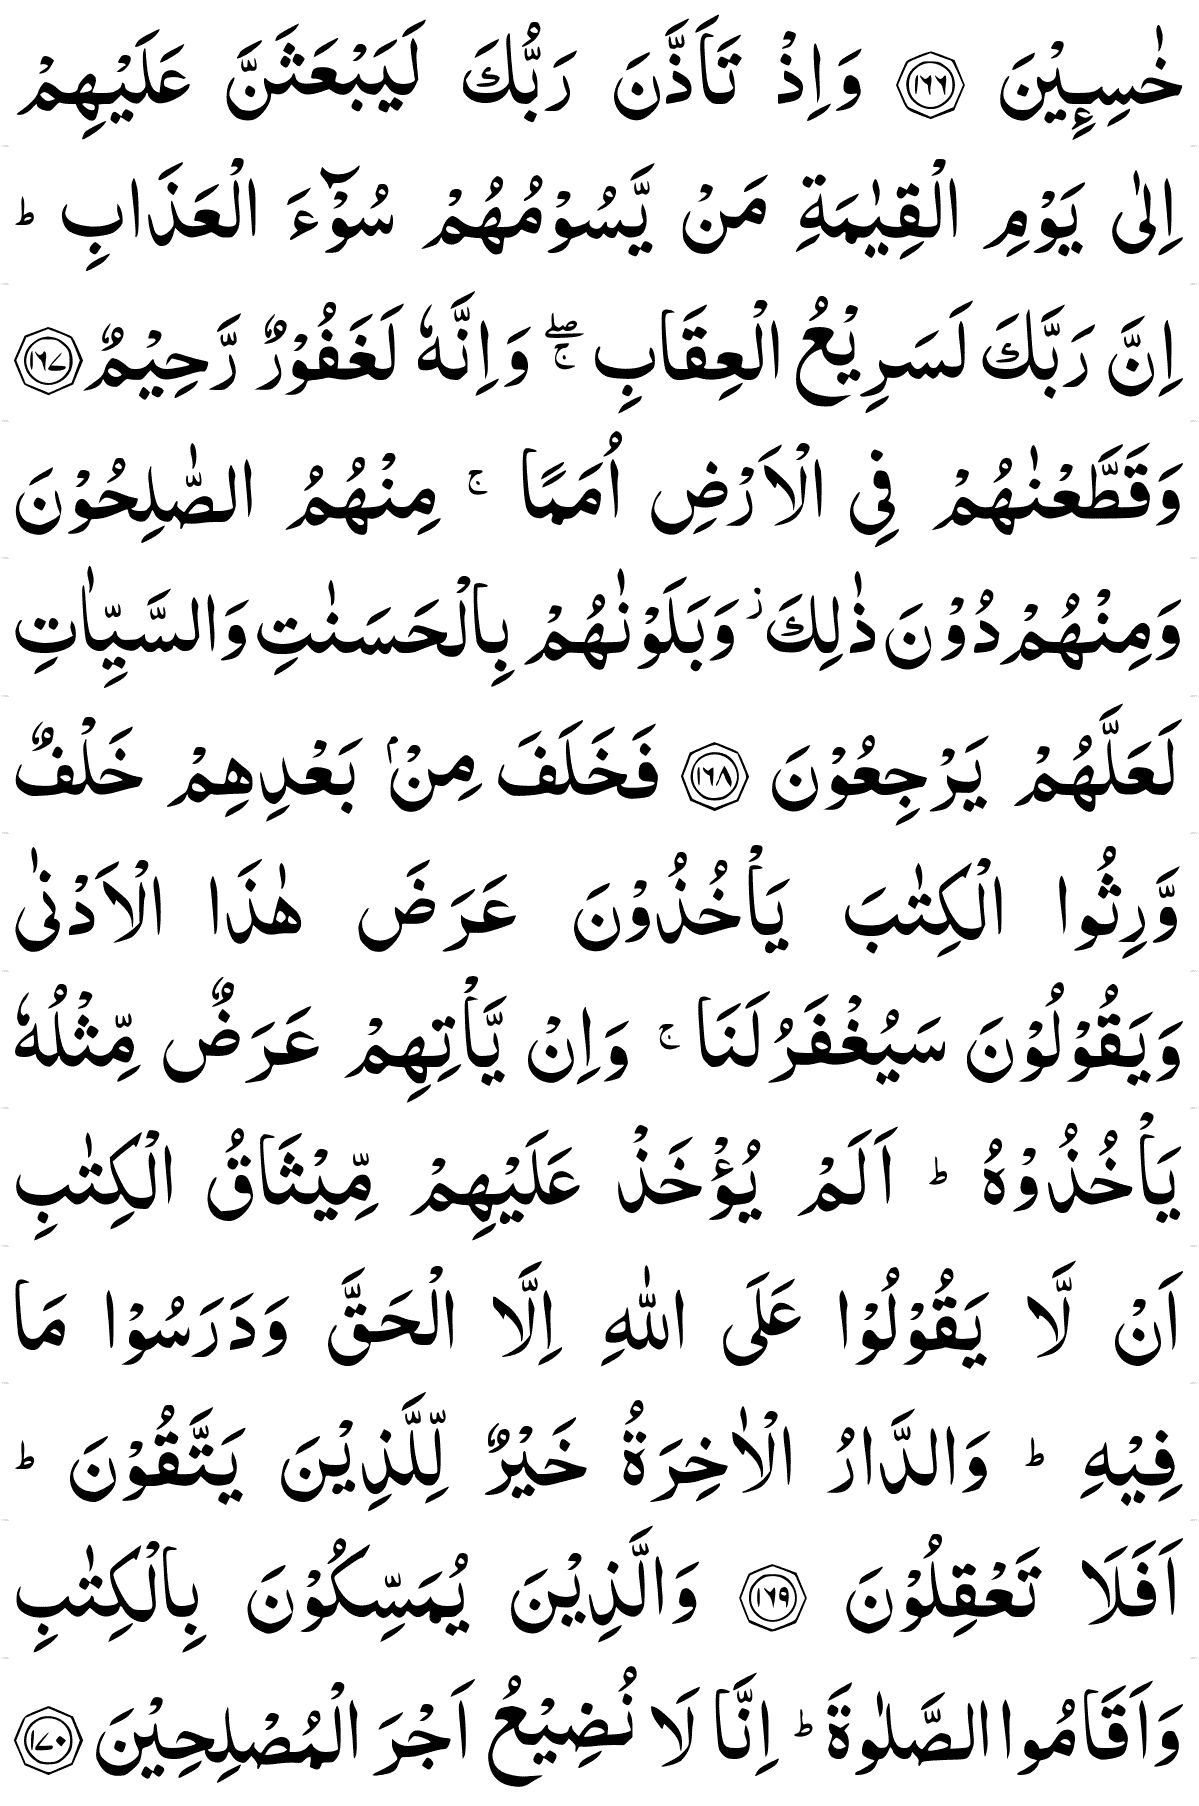 خٰسِـِٕيْنَ ﴿١٦٦﴾ وَاِذْ تَاَذَّنَ رَبُّكَ لَيَبْعَثَنَّ عَلَيْهِمْ
اِلٰى يَوْمِ الْقِيٰمَةِ مَنْ يَّسُوْمُهُمْ سُوْۤءَ الْعَذَابِ ؕ
اِنَّ رَبَّكَ لَسَرِيْعُ الْعِقَابِ ۖۚ وَاِنَّهٗ لَغَفُوْرٌ رَّحِيْمٌ ﴿١٦٧﴾
وَقَطَّعْنٰهُمْ فِى الْاَرْضِ اُمَمًا ۚ مِنْهُمُ الصّٰلِحُوْنَ
وَمِنْهُمْ دُوْنَ ذٰلِكَ ؗ وَبَلَوْنٰهُمْ بِالْحَسَنٰتِ وَالسَّيِّاٰتِ
لَعَلَّهُمْ يَرْجِعُوْنَ ﴿١٦٨﴾ فَخَلَفَ مِنْۢ بَعْدِهِمْ خَلْفٌ
وَّرِثُوا الْكِتٰبَ يَاْخُذُوْنَ عَرَضَ هٰذَا الْاَدْنٰى
وَيَقُوْلُوْنَ سَيُغْفَرُ لَنَا ۚ وَاِنْ يَّاْتِهِمْ عَرَضٌ مِّثْلُهٗ
يَاْخُذُوْهُ ؕ اَلَمْ يُؤْخَذْ عَلَيْهِمْ مِّيْثَاقُ الْكِتٰبِ
اَنْ لَّا يَقُوْلُوْا عَلَى اللّٰهِ اِلَّا الْحَقَّ وَدَرَسُوْا مَا
فِيْهِ ؕ وَالدَّارُ الْاٰخِرَةُ خَيْرٌ لِّلَّذِيْنَ يَتَّقُوْنَ ؕ
اَفَلَا تَعْقِلُوْنَ ﴿١٦٩﴾ وَالَّذِيْنَ يُمَسِّكُوْنَ بِالْكِتٰبِ
وَاَقَامُوا الصَّلٰوةَ ؕ اِنَّا لَا نُضِيْعُ اَجْرَ الْمُصْلِحِيْنَ ﴿١٧٠﴾